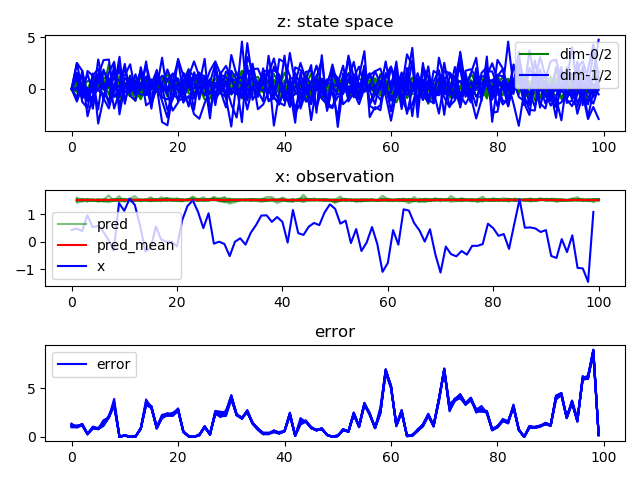 z: state space
5
0
dim-0/2
dim-1/2
0
20
40
60
80
100
x: observation
1
0
−1
pred
pred_mean
x
0
20
40
60
80
100
error
5
0
error
0
20
40
60
80
100